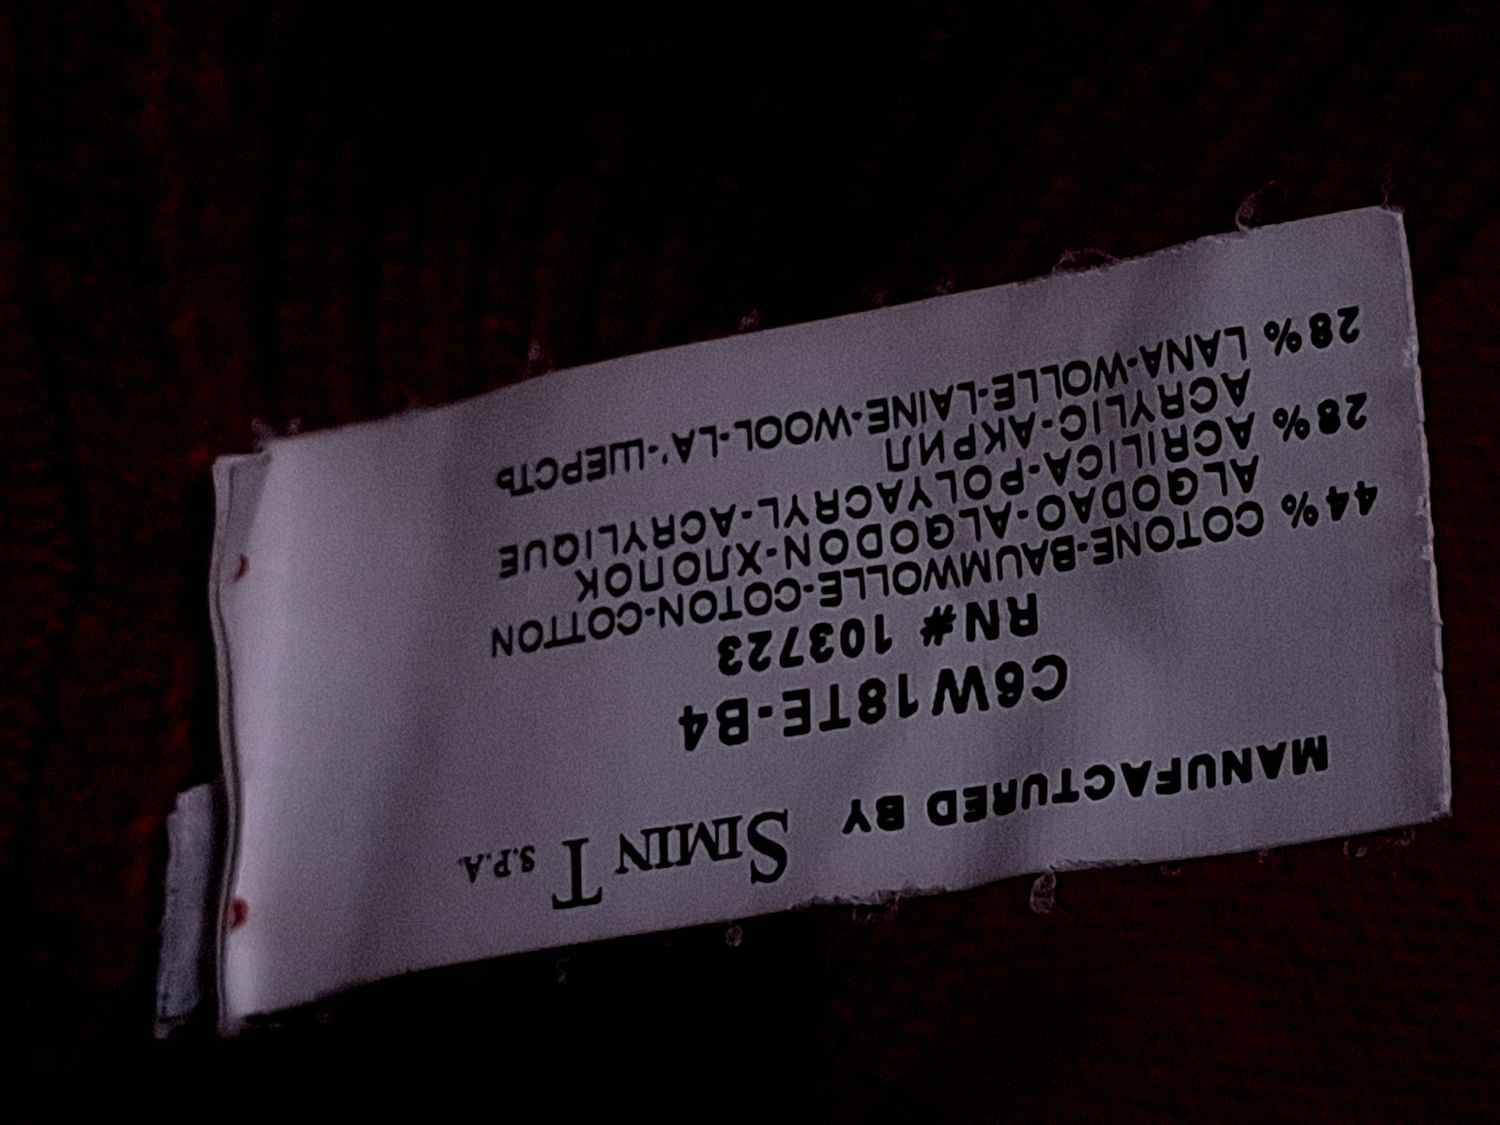 MANUFACTURED BY SIMIN T S.P.A.
C6W18TE-B4
RN# 103723
44% COTONE-BAUMWOLLE-COTON-COTTON
ALGODAO-ALGODON-ХЛОПОК
28% ACRILICA-POLYACRYL-ACRYLIQUE
ACRYLIC-АКРИЛ
28% LANA-WOLLE-LAINE-WOOL-LA'-ШЕРСТЬ